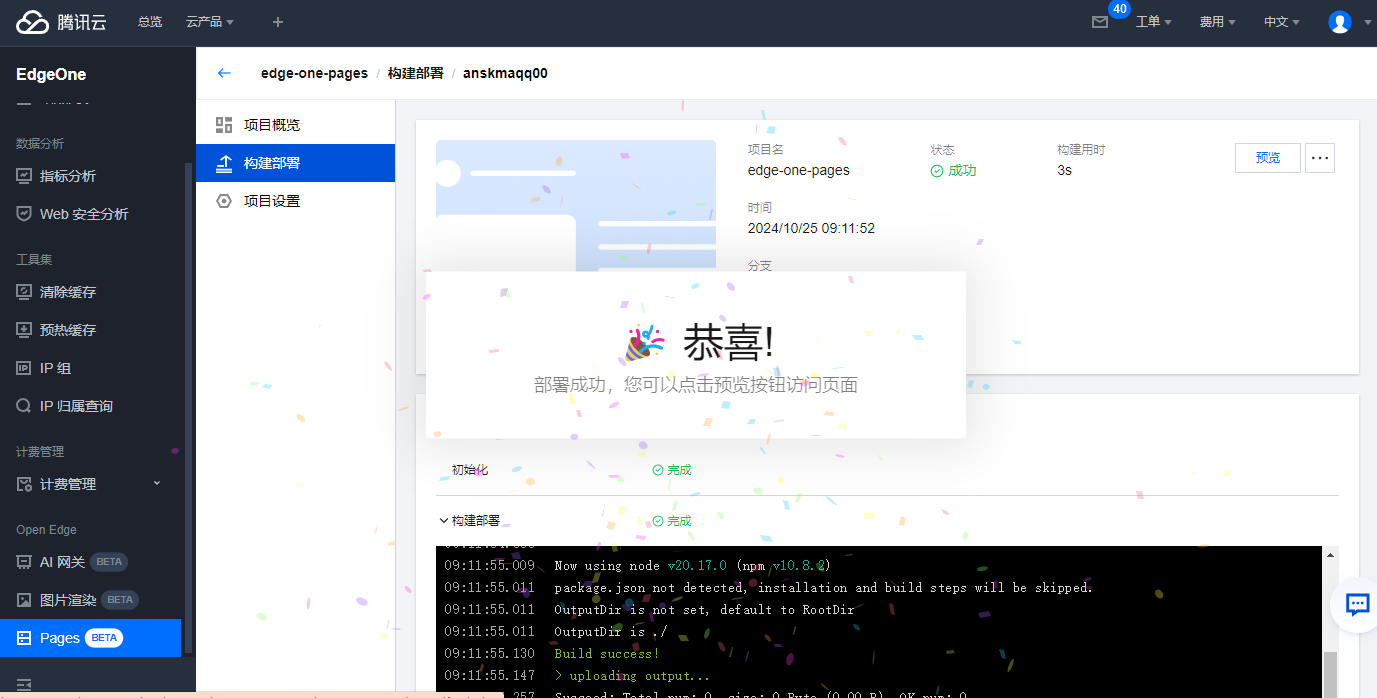 腾讯云 总览 云产品 + 40 工单 费用 中文
EdgeOne
edge-one-pages / 构建部署 / anskmaqq00
数据分析
指标分析
Web 安全分析
工具集
清除缓存
预热缓存
IP 组
IP 归属查询
计费管理
计费管理
Open Edge
AI 网关 BETA
图片渲染 BETA
Pages BETA
项目概览
构建部署
项目设置
项目名
edge-one-pages
状态
成功
构建用时
3s
预览
...
时间
2024/10/25 09:11:52
分支
恭喜!
部署成功，您可以点击预览按钮访问页面
初始化 完成
构建部署 完成
09:11:55.009 Now using node v20.17.0 (npm v10.8.2)
09:11:55.011 package.json not detected, installation and build steps will be skipped.
09:11:55.011 OutputDir is not set, default to RootDir
09:11:55.011 OutputDir is ./
09:11:55.130 Build success!
09:11:55.147 > uploading output...